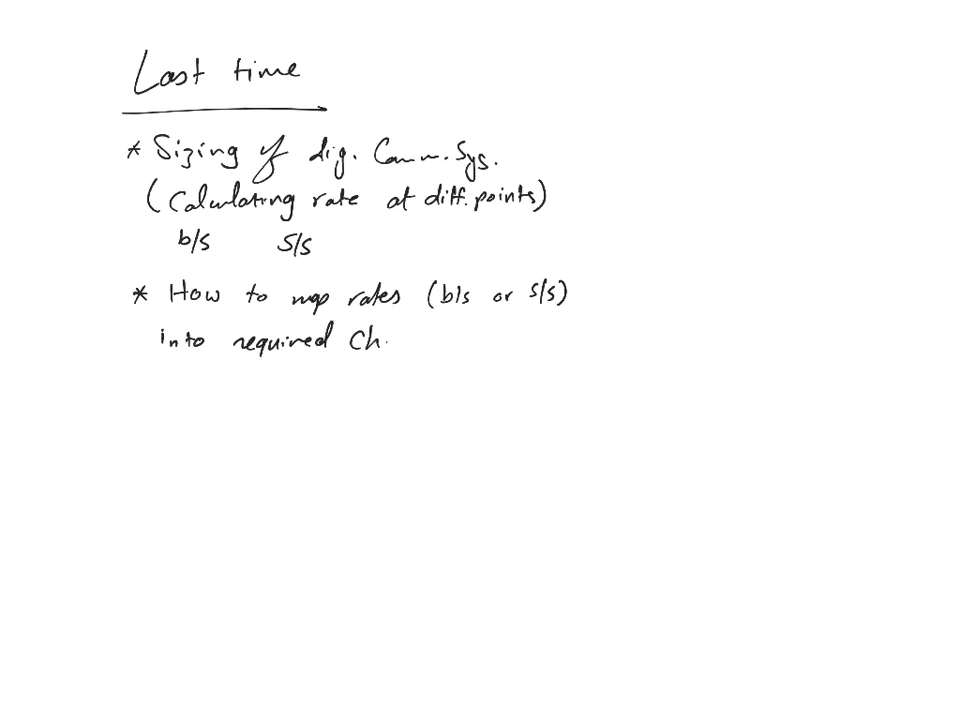 Last time
* Sizing of dig. Comm. Sys.
(Calculating rate at diff. points)
b/s S/s
* How to map rates (b/s or s/s)
into required Ch.